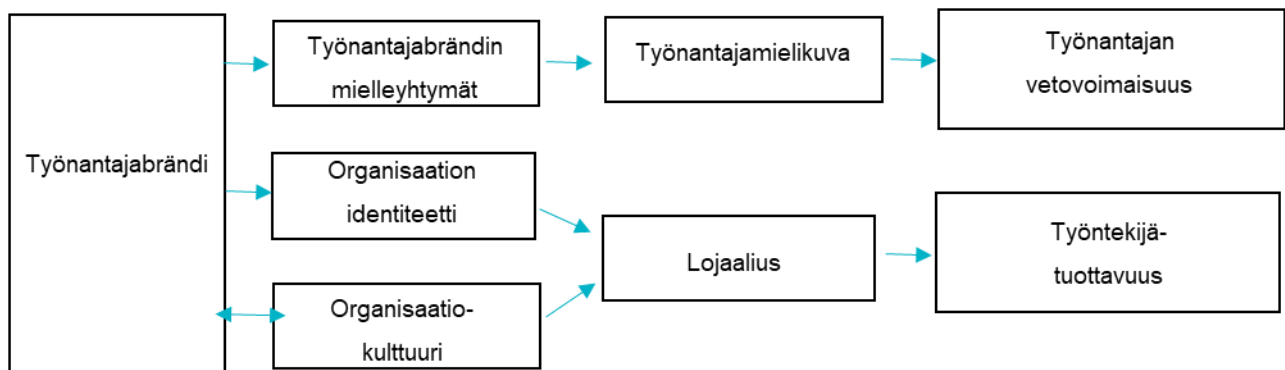 Työnantajabrändi
Työnantajabrändin
mielleyhtymät
Työnantajamielikuva
Työnantajan
vetovoimaisuus
Organisaation
identiteetti
Organisaatio-
kulttuuri
Lojaalius
Työntekijä-
tuottavuus